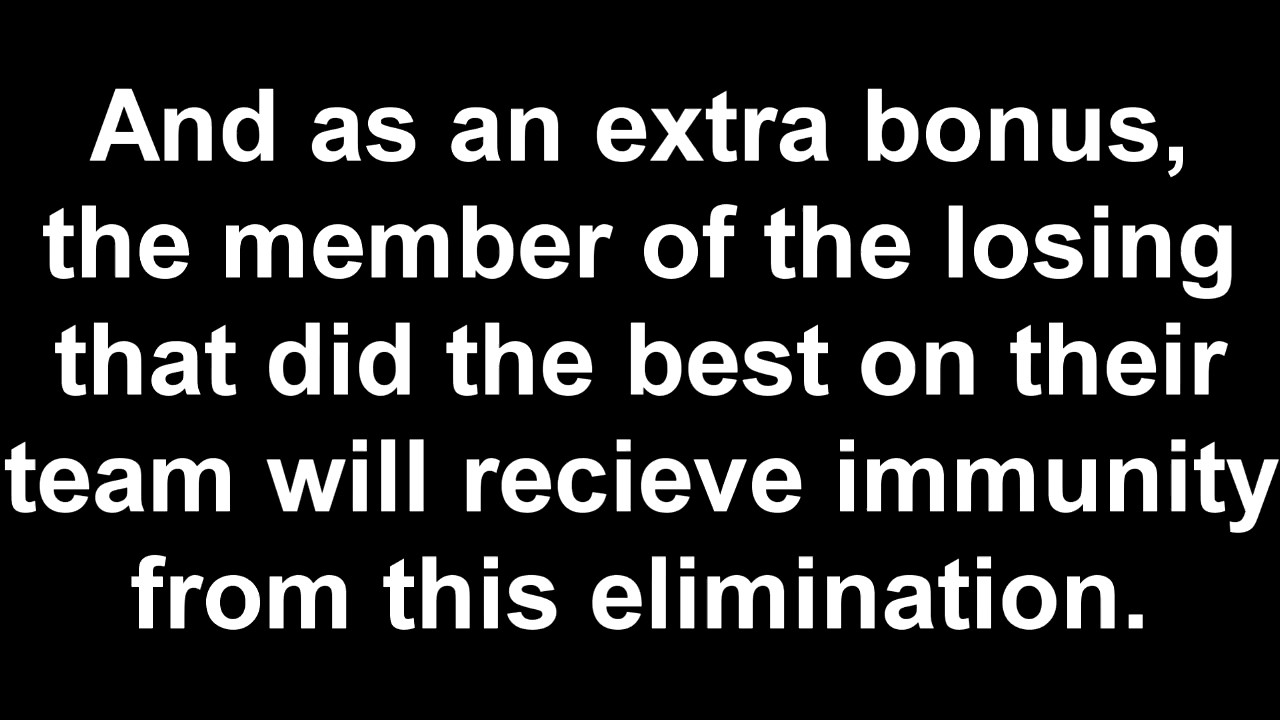 And as an extra bonus,
the member of the losing
that did the best on their
team will recieve immunity
from this elimination.